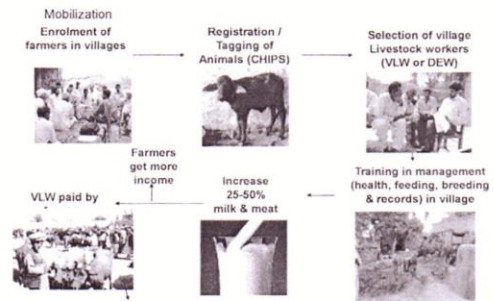 Mobilization
Enrolment of
farmers in villages
Registration /
Tagging of
Animals (CHIPS)
Selection of village
Livestock workers
(VLW or DEW)
Training in management
(health, feeding, breeding
& records) in village
Increase
25-50%
milk & meat
Farmers
get more
income
VLW paid by